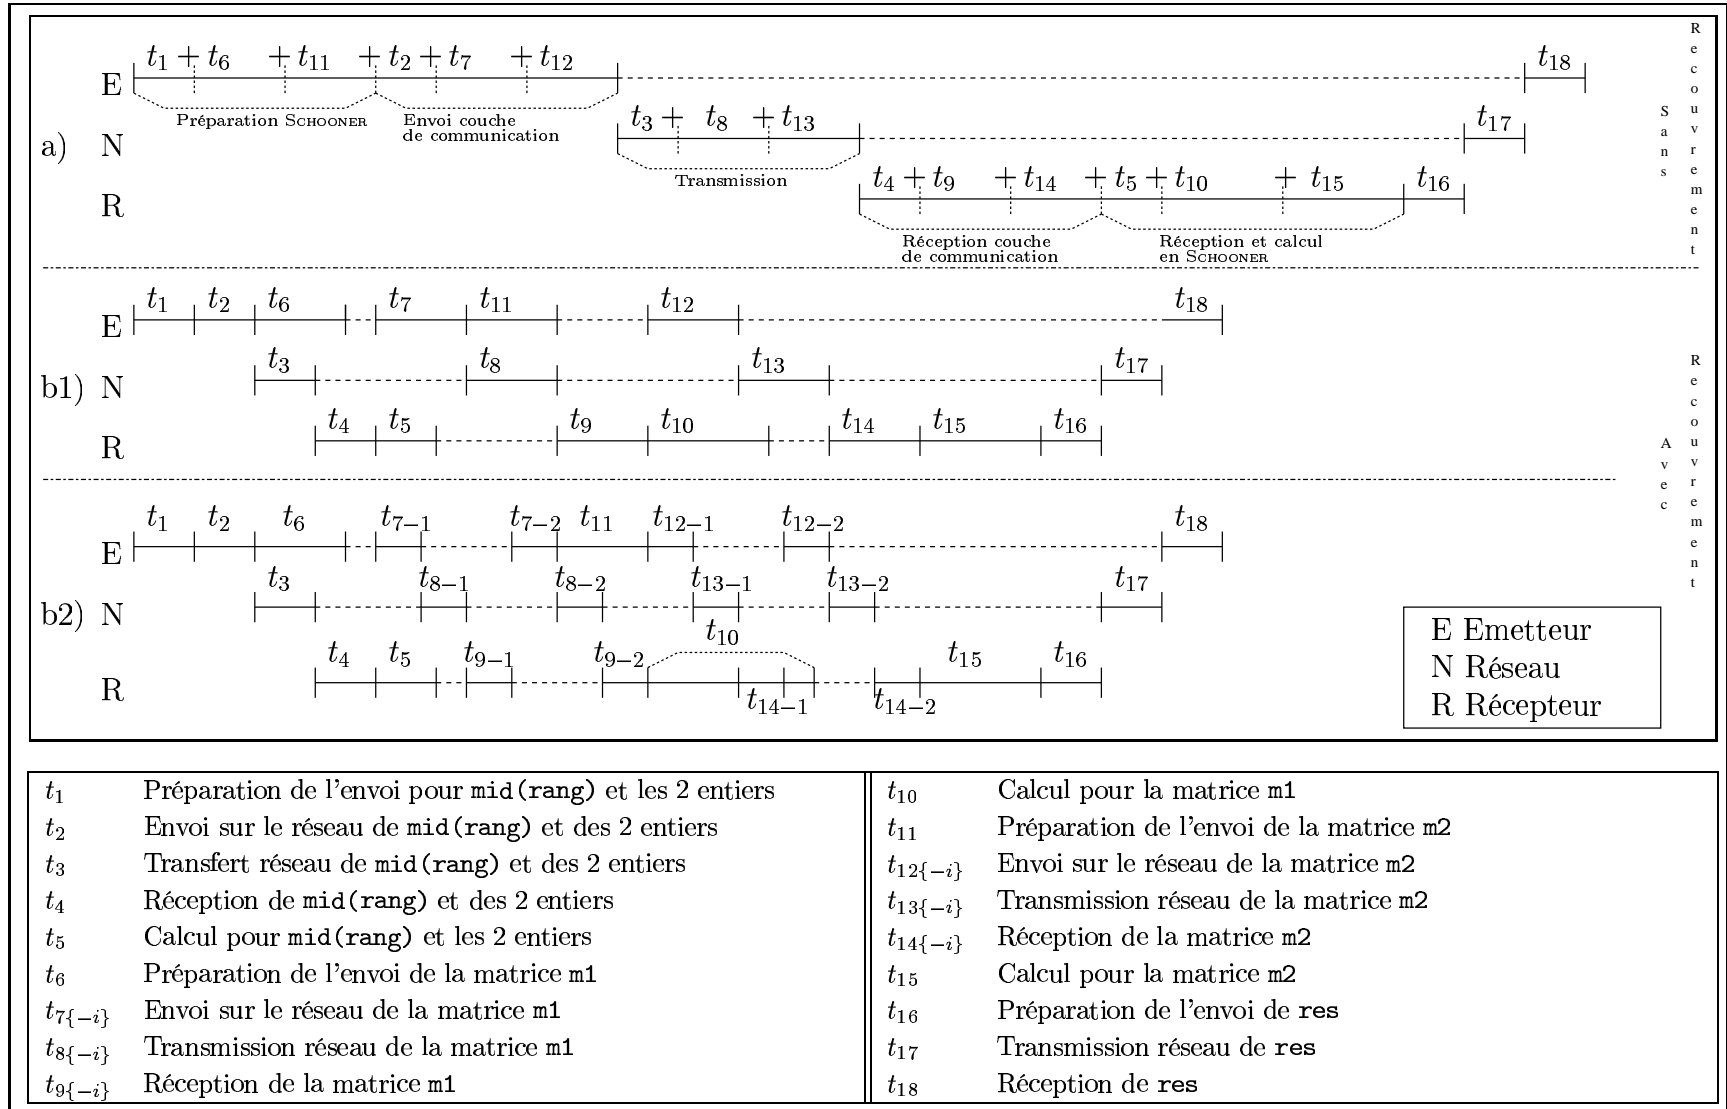 t1 + t6 + t11 + t2 + t7 + t12 t18
E
Préparation SCHOONER
Envoi couche
de communication
t3 + t8 + t13 t17
a) N
Transmission
t4 + t9 + t14 + t5 + t10 + t15 t16
R
Réception couche
de communication
Réception et calcul
en SCHOONER
Sans
Recouvrement
t1 t2 t6 t7 t11 t12 t18
E
t3 t8 t13 t17
b1) N
t4 t5 t9 t10 t14 t15 t16
R
Avec
Recouvrement
t1 t2 t6 t7−1 t7−2 t11 t12−1 t12−2 t18
E
t3 t8−1 t8−2 t13−1 t13−2 t17
b2) N
t10
t4 t5 t9−1 t9−2 t15 t16
R
t14−1 t14−2
E Emetteur
N Réseau
R Récepteur
t1 Préparation de l'envoi pour mid(rang) et les 2 entiers
t2 Envoi sur le réseau de mid(rang) et des 2 entiers
t3 Transfert réseau de mid(rang) et des 2 entiers
t4 Réception de mid(rang) et des 2 entiers
t5 Calcul pour mid(rang) et les 2 entiers
t6 Préparation de l'envoi de la matrice m1
t7{−i} Envoi sur le réseau de la matrice m1
t8{−i} Transmission réseau de la matrice m1
t9{−i} Réception de la matrice m1
t10 Calcul pour la matrice m1
t11 Préparation de l'envoi de la matrice m2
t12{−i} Envoi sur le réseau de la matrice m2
t13{−i} Transmission réseau de la matrice m2
t14{−i} Réception de la matrice m2
t15 Calcul pour la matrice m2
t16 Préparation de l'envoi de res
t17 Transmission réseau de res
t18 Réception de res